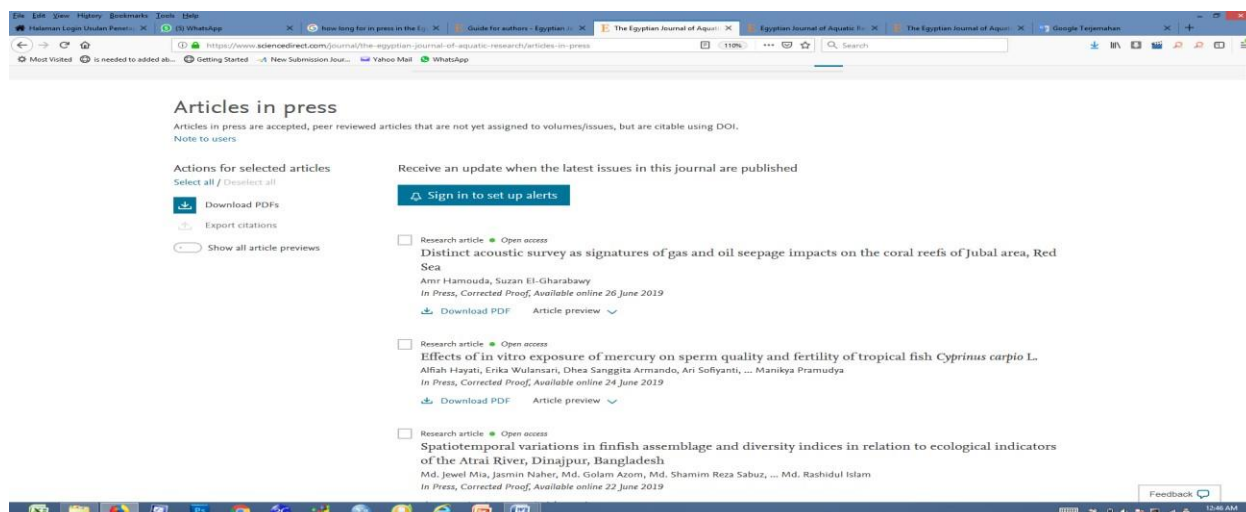 File Edit View History Bookmarks Tools Help
Halaman Login Usulan Penetap
(5) WhatsApp
how long for in press in the Eg
Guide for authors - Egyptian Jo
The Egyptian Journal of Aquatic
Egyptian Journal of Aquatic Re
The Egyptian Journal of Aquatic
Google Terjemahan
https://www.sciencedirect.com/journal/the-egyptian-journal-of-aquatic-research/articles-in-press
110%
Search
Most Visited
is needed to added ab...
Getting Started
New Submission Jour...
Yahoo Mail
WhatsApp
Articles in press
Articles in press are accepted, peer reviewed articles that are not yet assigned to volumes/issues, but are citable using DOI.
Note to users
Actions for selected articles
Select all / Deselect all
Download PDFs
Export citations
Show all article previews
Receive an update when the latest issues in this journal are published
Sign in to set up alerts
Research article Open access
Distinct acoustic survey as signatures of gas and oil seepage impacts on the coral reefs of Jubal area, Red
Sea
Amr Hamouda, Suzan El-Gharabawy
In Press, Corrected Proof, Available online 26 June 2019
Download PDF Article preview
Research article Open access
Effects of in vitro exposure of mercury on sperm quality and fertility of tropical fish Cyprinus carpio L.
Alfiah Hayati, Erika Wulansari, Dhea Sanggita Armando, Ari Sofiyanti, ... Manikya Pramudya
In Press, Corrected Proof, Available online 24 June 2019
Download PDF Article preview
Research article Open access
Spatiotemporal variations in finfish assemblage and diversity indices in relation to ecological indicators
of the Atrai River, Dinajpur, Bangladesh
Md. Jewel Mia, Jasmin Naher, Md. Golam Azom, Md. Shamim Reza Sabuz, ... Md. Rashidul Islam
In Press, Corrected Proof, Available online 22 June 2019
Feedback
12:46 AM